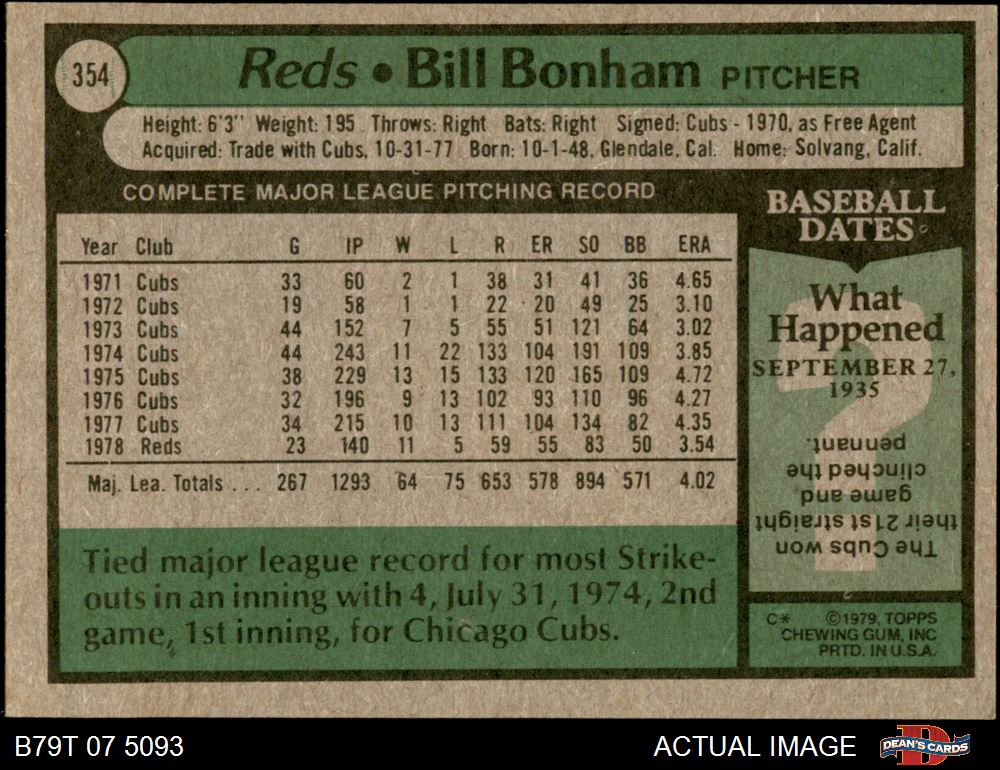 354
Reds • Bill Bonham PITCHER
Height: 6'3" Weight: 195 Throws: Right Bats: Right Signed: Cubs - 1970, as Free Agent
Acquired: Trade with Cubs, 10-31-77 Born: 10-1-48, Glendale, Cal. Home: Solvang, Calif.
COMPLETE MAJOR LEAGUE PITCHING RECORD
Year Club G IP W L R ER SO BB ERA
1971 Cubs 33 60 2 1 38 31 41 36 4.65
1972 Cubs 19 58 1 1 22 20 49 25 3.10
1973 Cubs 44 152 7 5 55 51 121 64 3.02
1974 Cubs 44 243 11 22 133 104 191 109 3.85
1975 Cubs 38 229 13 15 133 120 165 109 4.72
1976 Cubs 32 196 9 13 102 93 110 96 4.27
1977 Cubs 34 215 10 13 111 104 134 82 4.35
1978 Reds 23 140 11 5 59 55 83 50 3.54
Maj. Lea. Totals ... 267 1293 64 75 653 578 894 571 4.02
Tied major league record for most Strike-
outs in an inning with 4, July 31, 1974, 2nd
game, 1st inning, for Chicago Cubs.
BASEBALL
DATES
What
Happened
SEPTEMBER 27,
1935
?
The Cubs won
their 21st straight
game and
clinched the
pennant.
C* ©1979, TOPPS
CHEWING GUM, INC
PRTD. IN U.S.A.
B79T 07 5093
ACTUAL IMAGE
D
DEAN'S CARDS